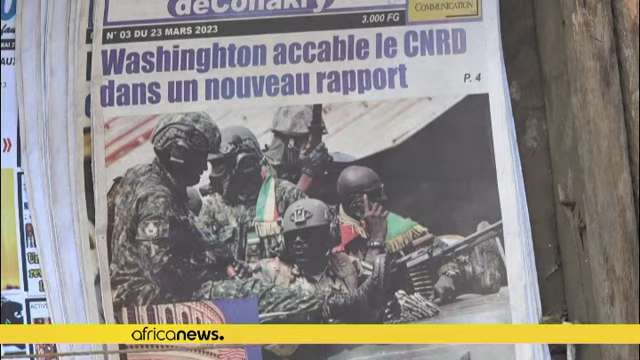 deConakry
N° 03 DU 23 MARS 2023
3.000 FG
COMMUNICATION
Washinghton accable le CNRD
dans un nouveau rapport
P. 4
africanews.